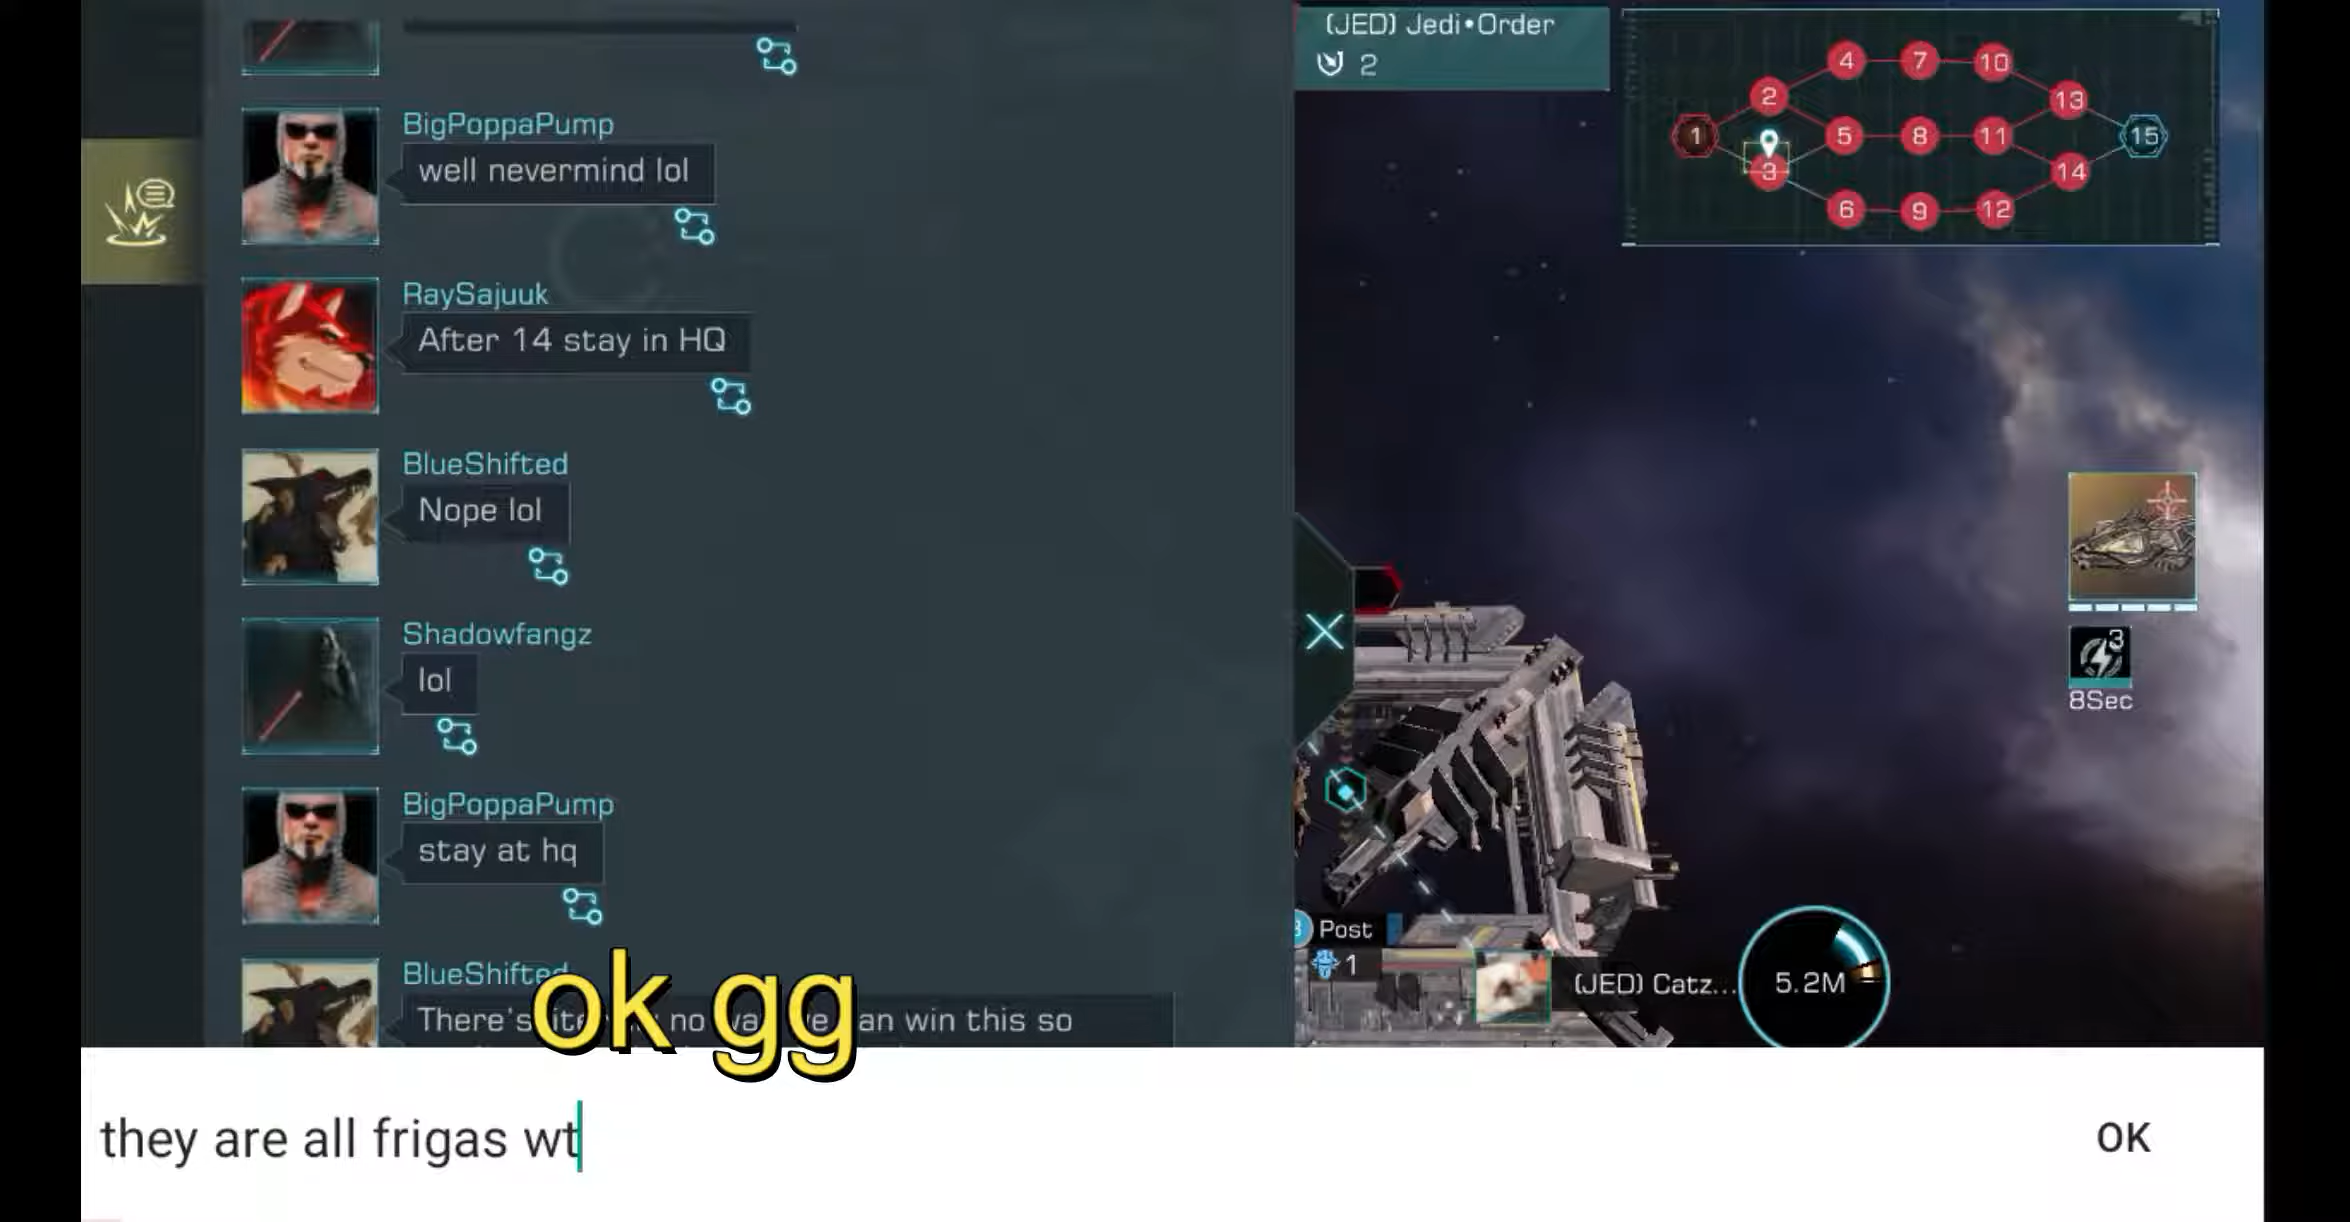 BigPoppaPump
well nevermind lol
RaySajuuk
After 14 stay in HQ
BlueShifted
Nope lol
Shadowfangz
lol
BigPoppaPump
stay at hq
BlueShifted
There's no an win this so
ok gg
they are all frigas wt
OK
(JED) Jedi•Order
2
1
2
3
4
5
6
7
8
9
10
11
12
13
14
15
3
8Sec
Post
1
(JED) Catz...
5.2M